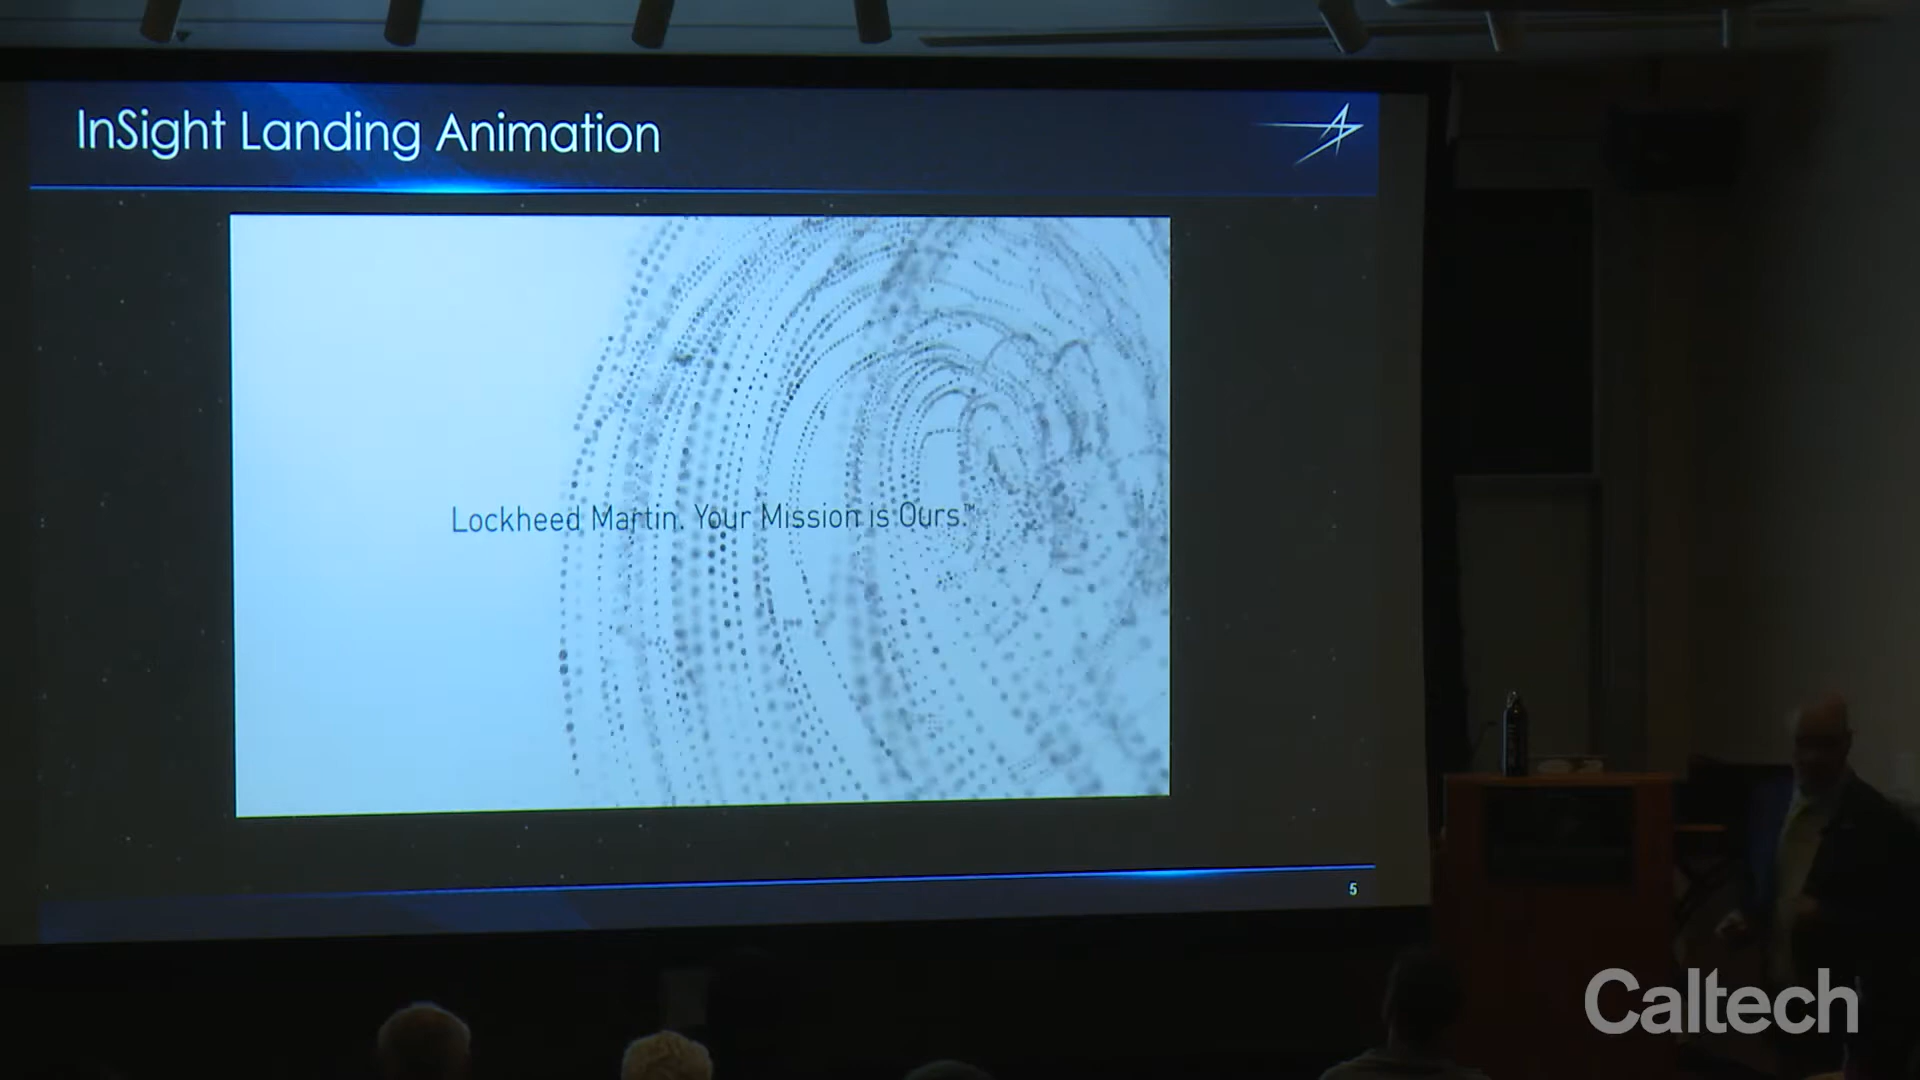 InSight Landing Animation
Lockheed Martin. Your Mission is Ours.™
5
Caltech